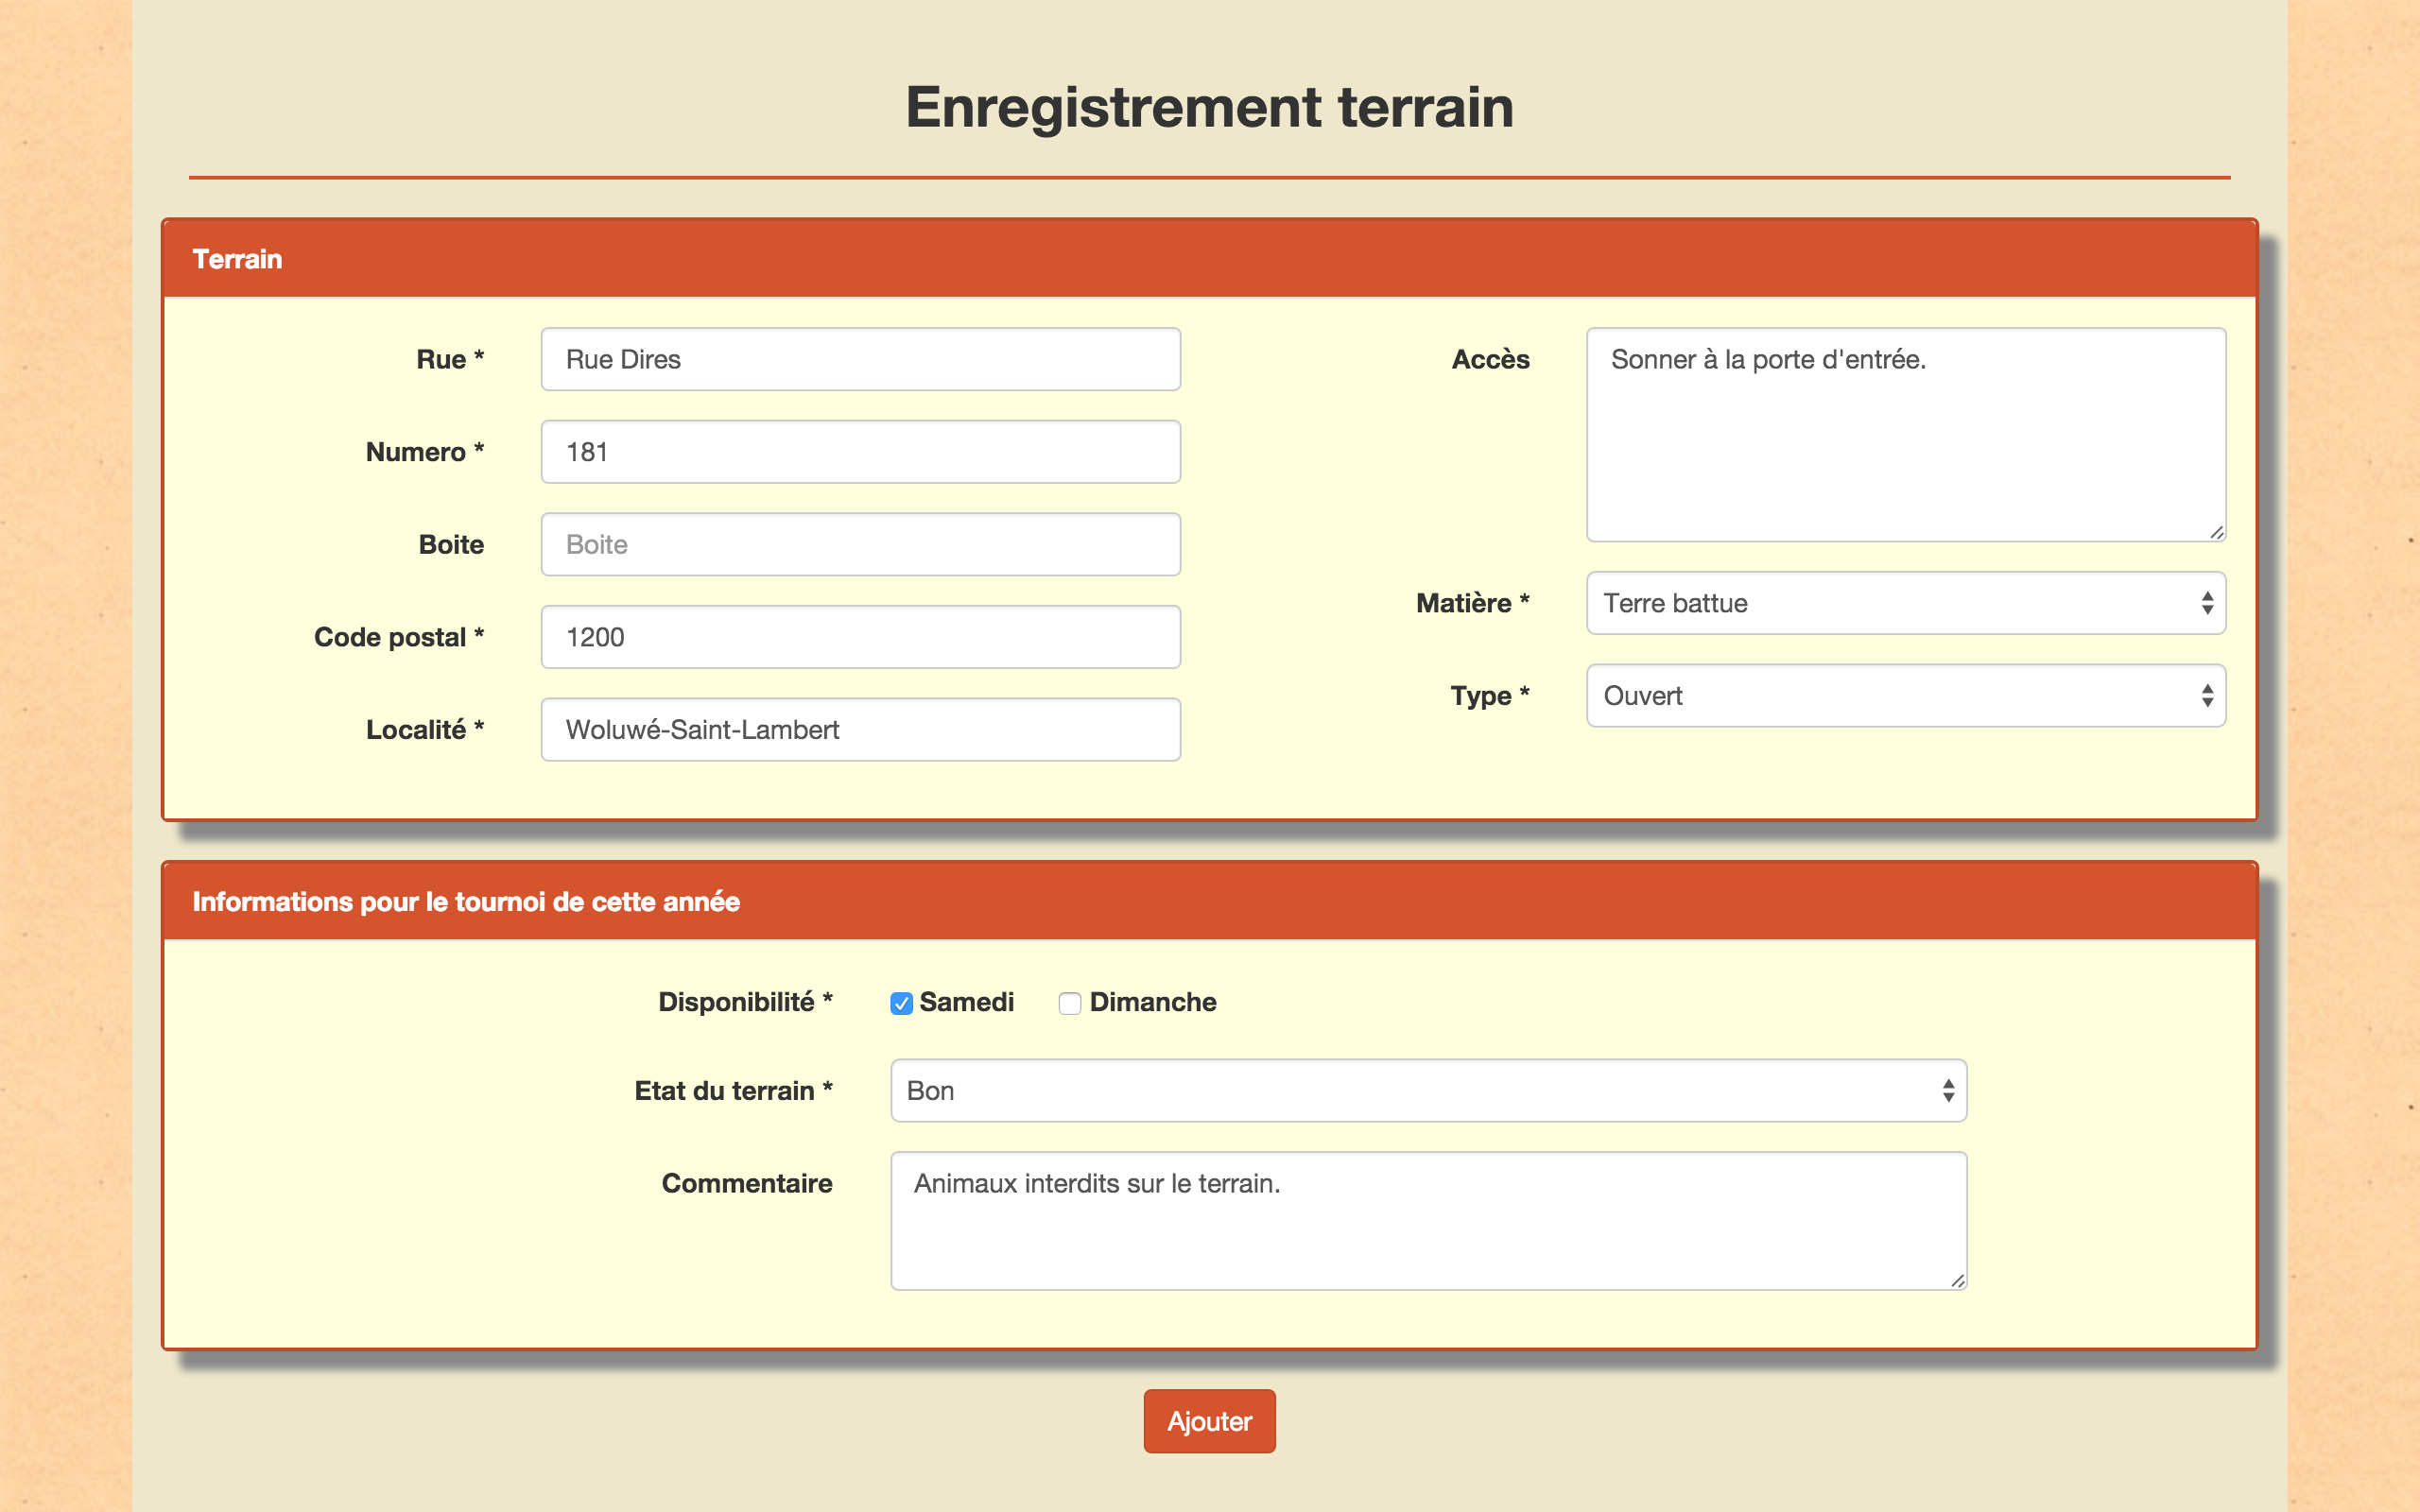 Enregistrement terrain
Terrain
Rue *
Rue Dires
Numero *
181
Boite
Boite
Code postal *
1200
Localité *
Woluwé-Saint-Lambert
Accès
Sonner à la porte d'entrée.
Matière *
Terre battue
Type *
Ouvert
Informations pour le tournoi de cette année
Disponibilité *
Samedi
Dimanche
Etat du terrain *
Bon
Commentaire
Animaux interdits sur le terrain.
Ajouter